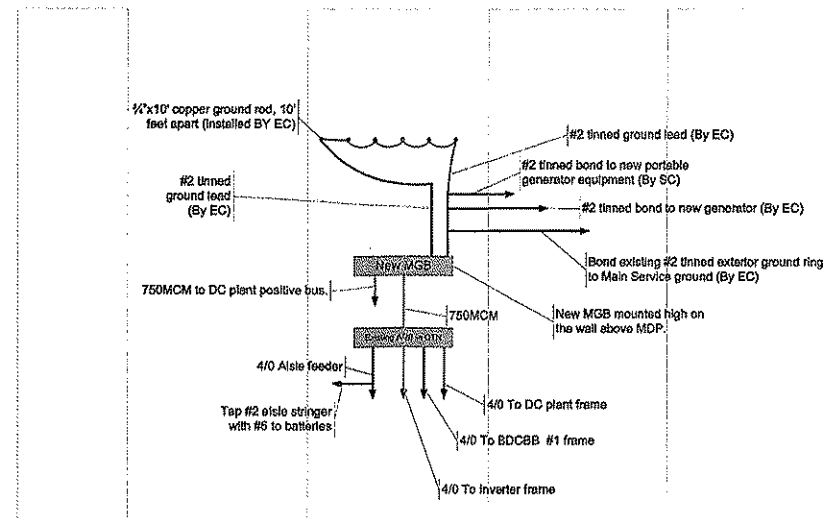 ¾"x10' copper ground rod, 10'
feet apart (Installed BY EC)
#2 tinned ground lead (By EC)
#2 tinned bond to new portable
generator equipment (By SC)
#2 tinned
ground lead
(By EC)
#2 tinned bond to new generator (By EC)
Bond existing #2 tinned exterior ground ring
to Main Service ground (By EC)
New MGB
750MCM to DC plant positive bus.
750MCM
New MGB mounted high on
the wall above MDP.
Existing
4/0 Aisle feeder
Tap #2 aisle stringer
with #6 to batteries
4/0 To DC plant frame
4/0 To BDCBB #1 frame
4/0 To Inverter frame